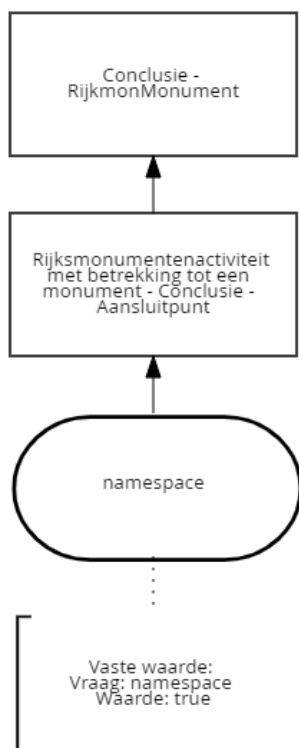 Conclusie -
RijkmonMonument
Rijksmonumentenactiviteit
met betrekking tot een
monument - Conclusie -
Aansluitpunt
namespace
Vaste waarde:
Vraag: namespace
Waarde: true